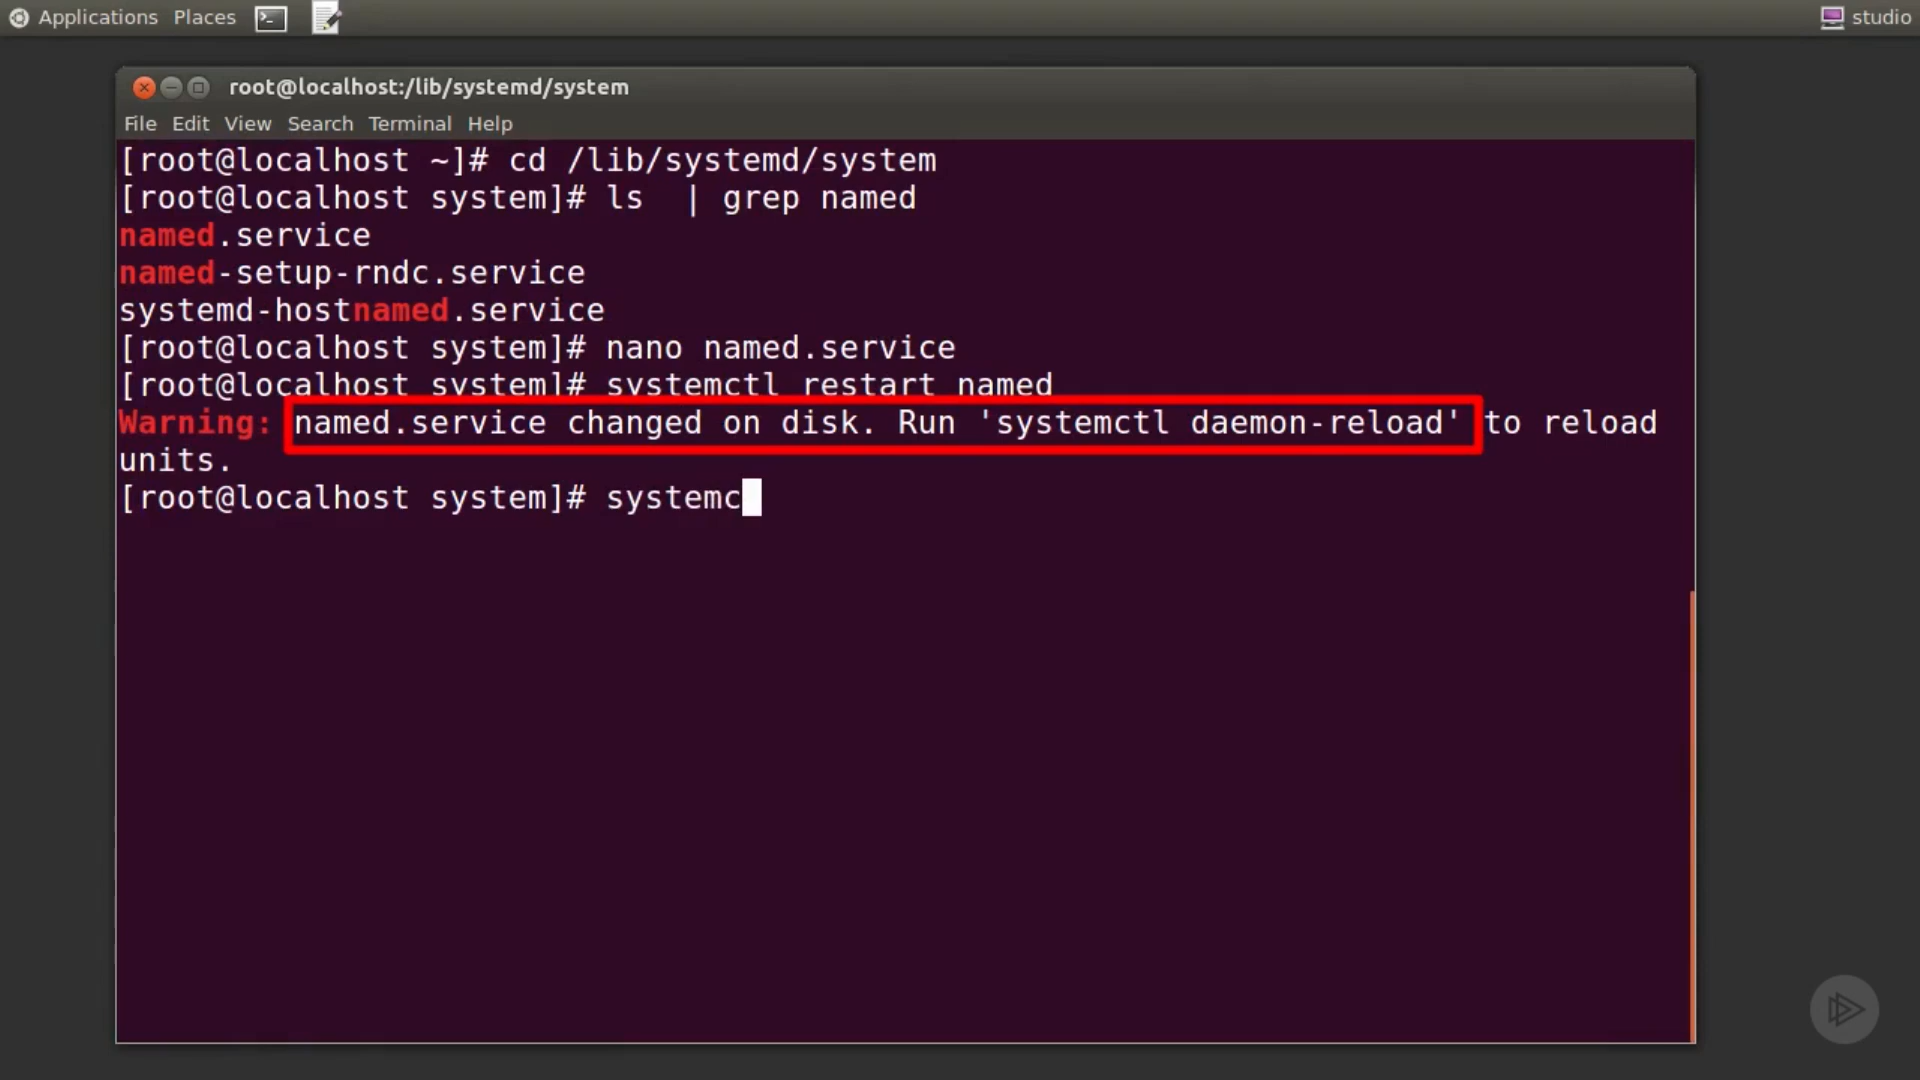 Applications Places studio
root@localhost:/lib/systemd/system
File Edit View Search Terminal Help
[root@localhost ~]# cd /lib/systemd/system
[root@localhost system]# ls  | grep named
named.service
named-setup-rndc.service
systemd-hostnamed.service
[root@localhost system]# nano named.service
[root@localhost system]# systemctl restart named
Warning: named.service changed on disk. Run 'systemctl daemon-reload' to reload
units.
[root@localhost system]# systemc